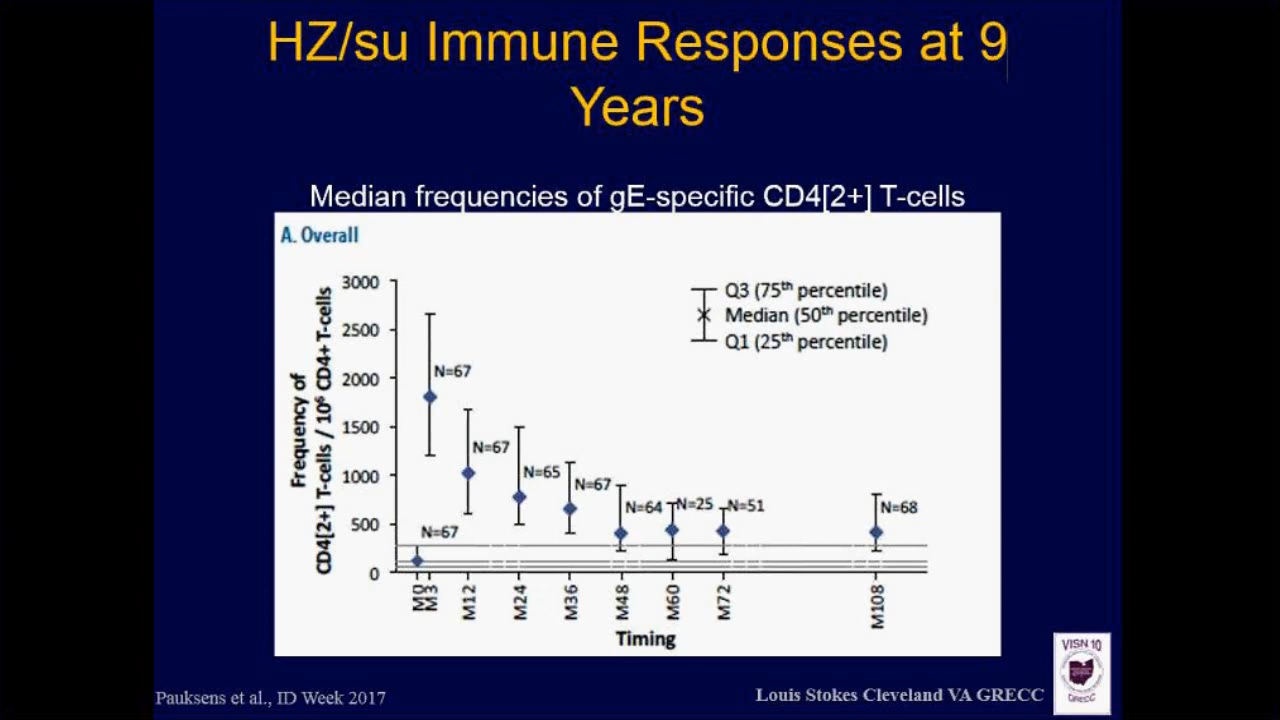 HZ/su Immune Responses at 9
Years
Median frequencies of gE-specific CD4[2+] T-cells
A. Overall
Frequency of
CD4[2+] T-cells / 10⁶ CD4+ T-cells
3000
2500
2000
1500
1000
500
0
Q3 (75th percentile)
Median (50th percentile)
Q1 (25th percentile)
N=67
N=67
N=67
N=65
N=67
N=64
N=25
N=51
N=68
M0
M3
M12
M24
M36
M48
M60
M72
M108
Timing
Pauksens et al., ID Week 2017
Louis Stokes Cleveland VA GRECC
VISN 10
GRECC